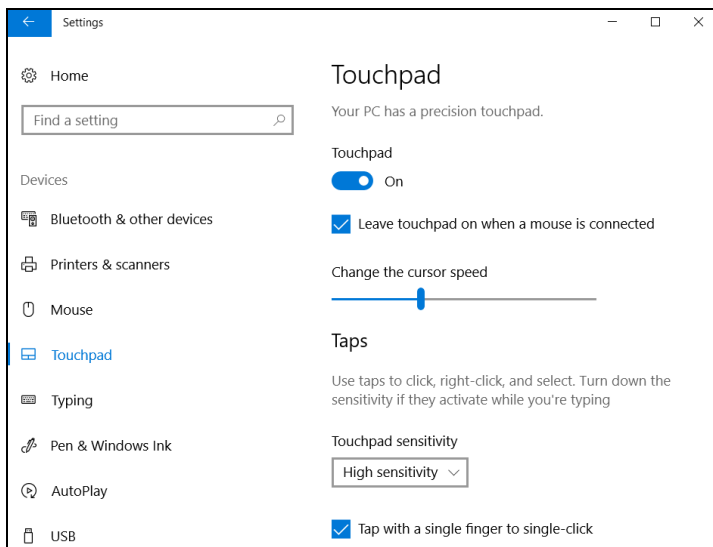 Settings
Home
Find a setting
Devices
Bluetooth & other devices
Printers & scanners
Mouse
Touchpad
Typing
Pen & Windows Ink
AutoPlay
USB
Touchpad
Your PC has a precision touchpad.
Touchpad
On
Leave touchpad on when a mouse is connected
Change the cursor speed
Taps
Use taps to click, right-click, and select. Turn down the
sensitivity if they activate while you're typing
Touchpad sensitivity
High sensitivity
Tap with a single finger to single-click